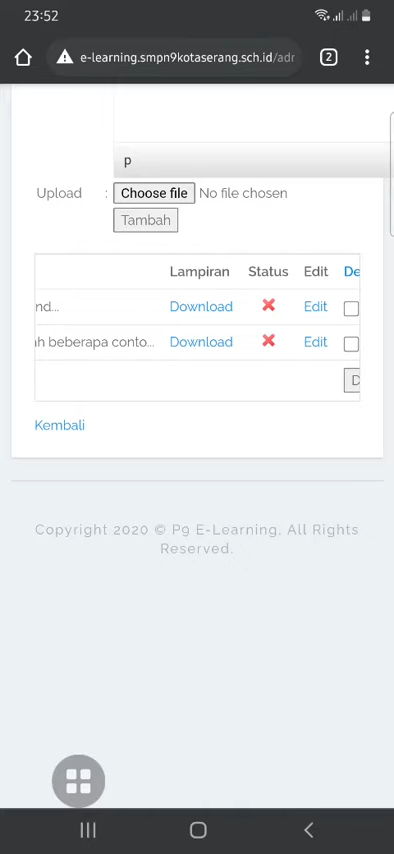 23:52
e-learning.smpn9kotaserang.sch.id/adr
2
p
Upload : Choose file No file chosen
Tambah
Lampiran Status Edit De
nd... Download Edit
beberapa conto... Download Edit
D
Kembali
Copyright 2020 © P9 E-Learning. All Rights
Reserved.